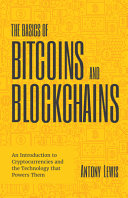 THE BASICS OF
BITCOINS AND
BLOCKCHAINS
An Introduction to
Cryptocurrencies and
the Technology that
Powers Them
ANTONY LEWIS